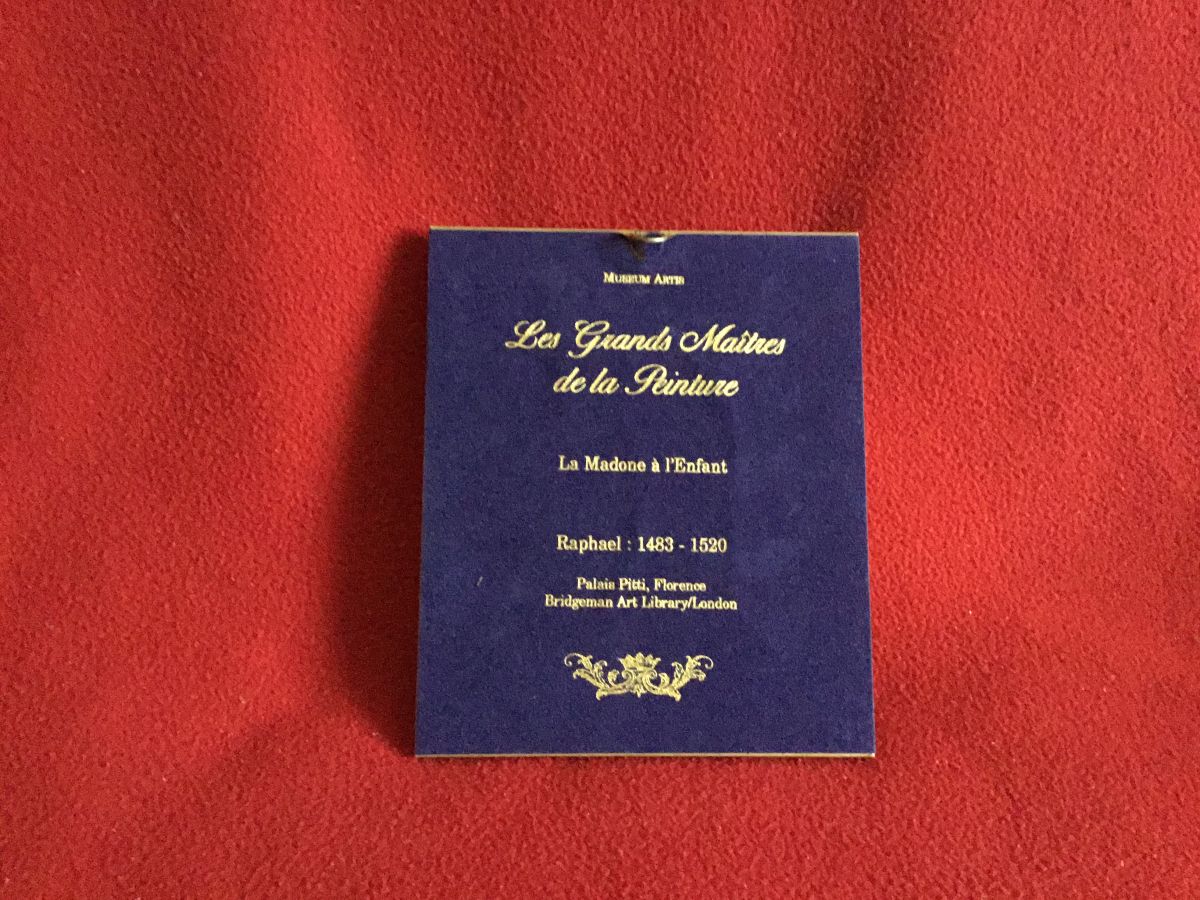 MUSEUM ARTIS
Les Grands Maîtres
de la Peinture
La Madone à l'Enfant
Raphael : 1483 - 1520
Palais Pitti, Florence
Bridgeman Art Library/London